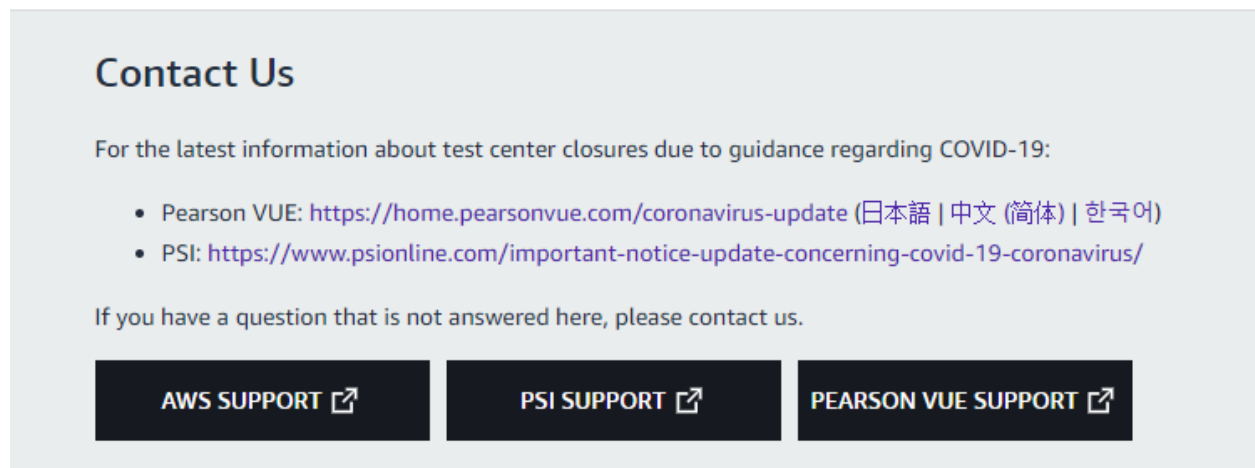 Contact Us
For the latest information about test center closures due to guidance regarding COVID-19:
• Pearson VUE: https://home.pearsonvue.com/coronavirus-update (日本語 | 中文 (简体) | 한국어)
• PSI: https://www.psionline.com/important-notice-update-concerning-covid-19-coronavirus/
If you have a question that is not answered here, please contact us.
AWS SUPPORT PSI SUPPORT PEARSON VUE SUPPORT